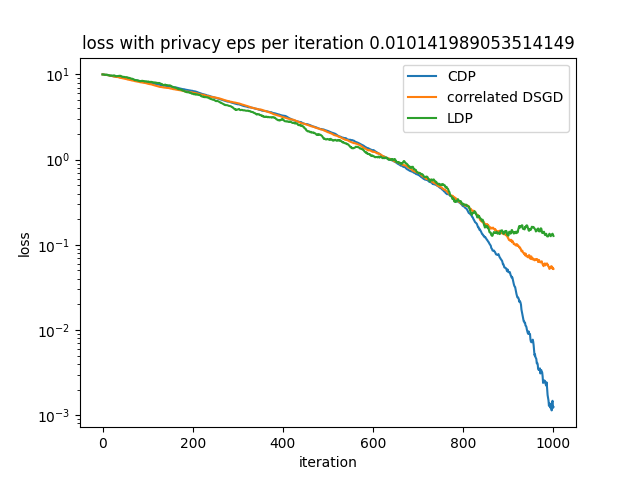 loss with privacy eps per iteration 0.010141989053514149
10¹
10⁰
10⁻¹
10⁻²
10⁻³
loss
CDP
correlated DSGD
LDP
0 200 400 600 800 1000
iteration